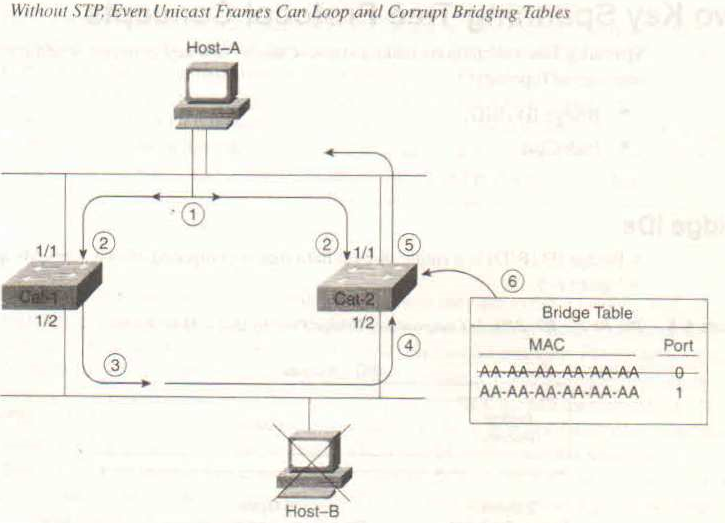 Without STP, Even Unicast Frames Can Loop and Corrupt Bridging Tables
Host–A
1
2
1/1
2
1/1
5
6
Cat-1
Cat-2
1/2
1/2
Bridge Table
MAC
Port
AA-AA-AA-AA-AA-AA
0
AA-AA-AA-AA-AA-AA
1
3
4
Host–B